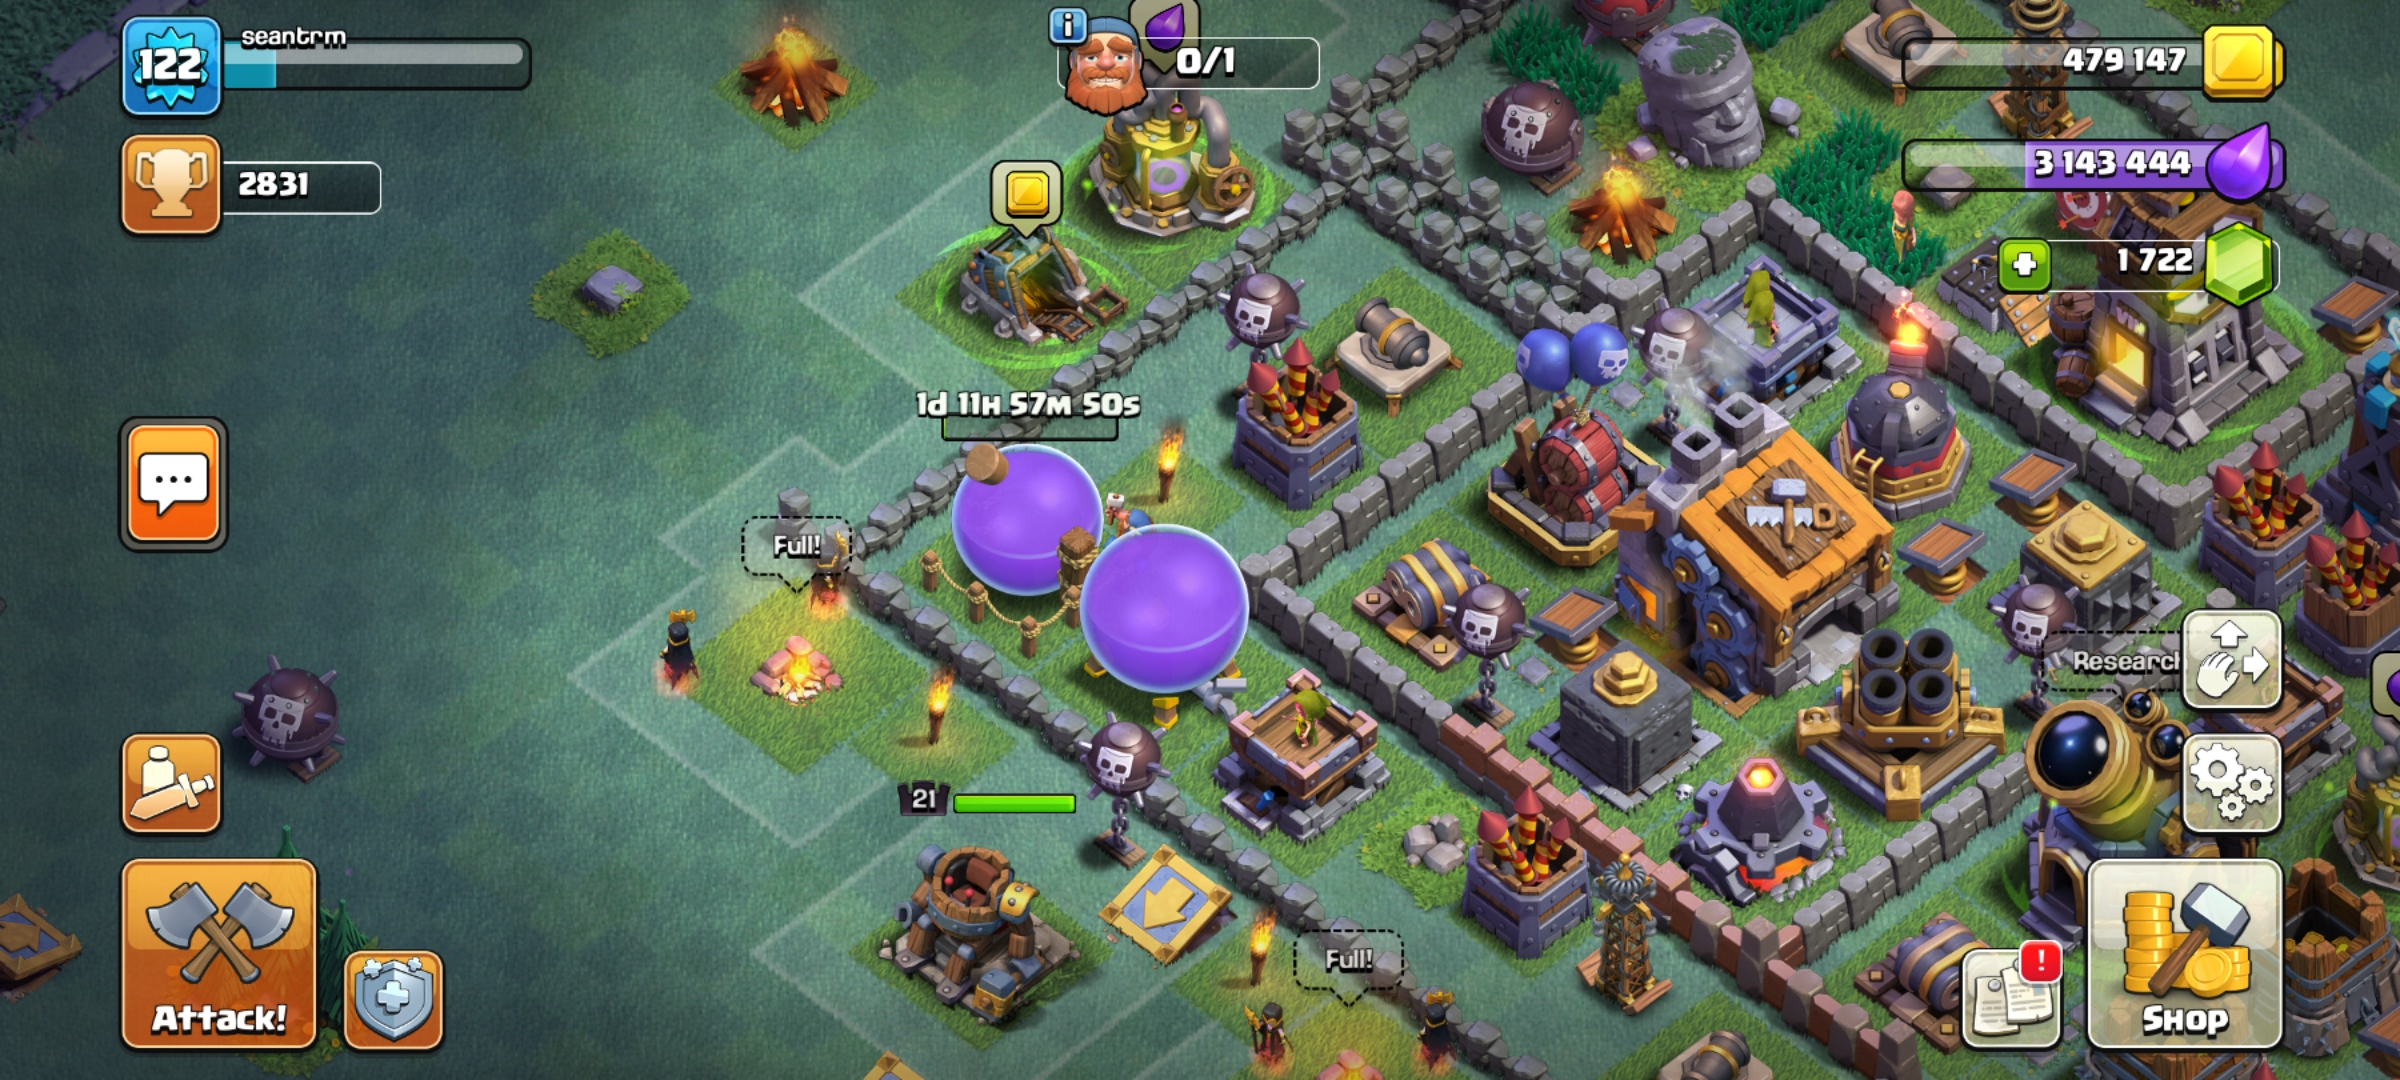 122
seantrm
i
0/1
479 147
2831
3 143 444
1 722
1d 11H 57M 50s
Full!
Research
21
Full!
!
Attack!
Shop